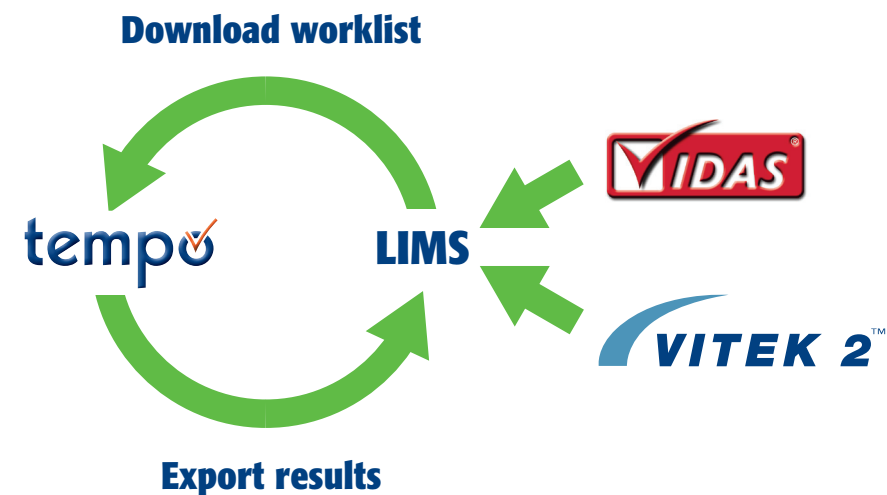 Download worklist
VIDAS®
tempo
LIMS
VITEK 2™
Export results